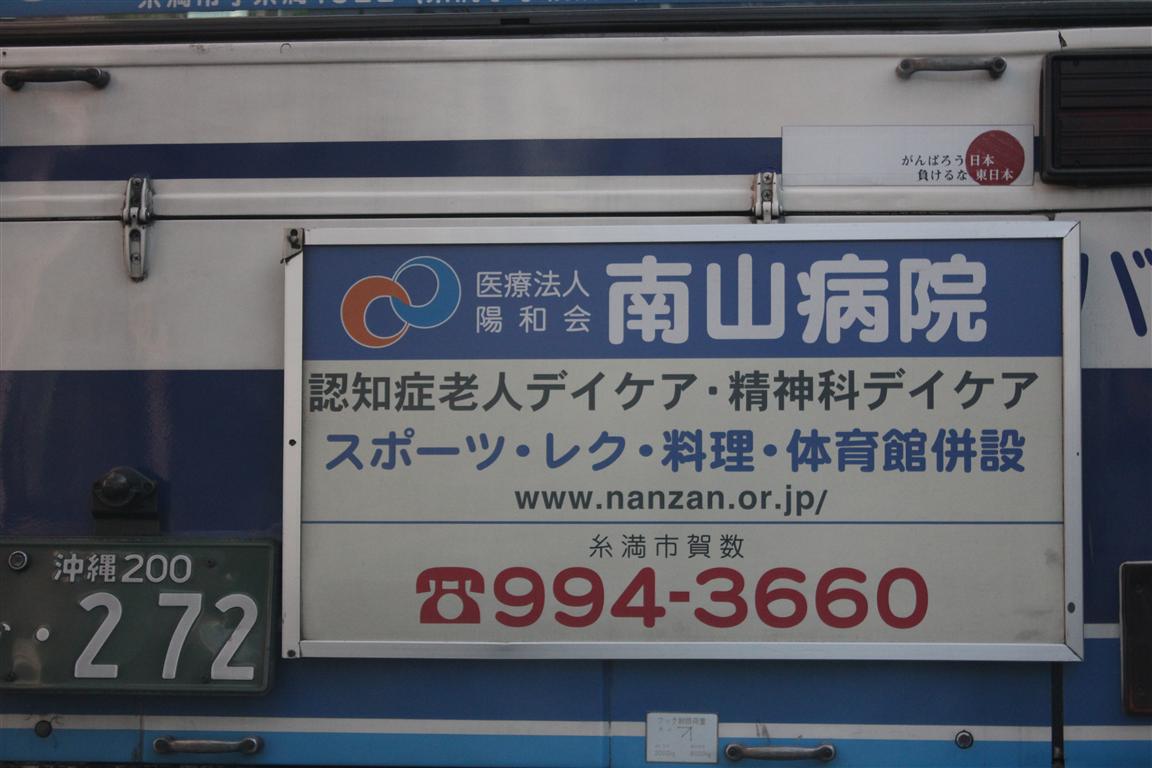 がんばろう日本
負けるな東日本
医療法人
陽和会
南山病院
認知症老人デイケア・精神科デイケア
スポーツ・レク・料理・体育館併設
www.nanzan.or.jp/
糸満市賀数
☎994-3660
バ
沖縄200
・272